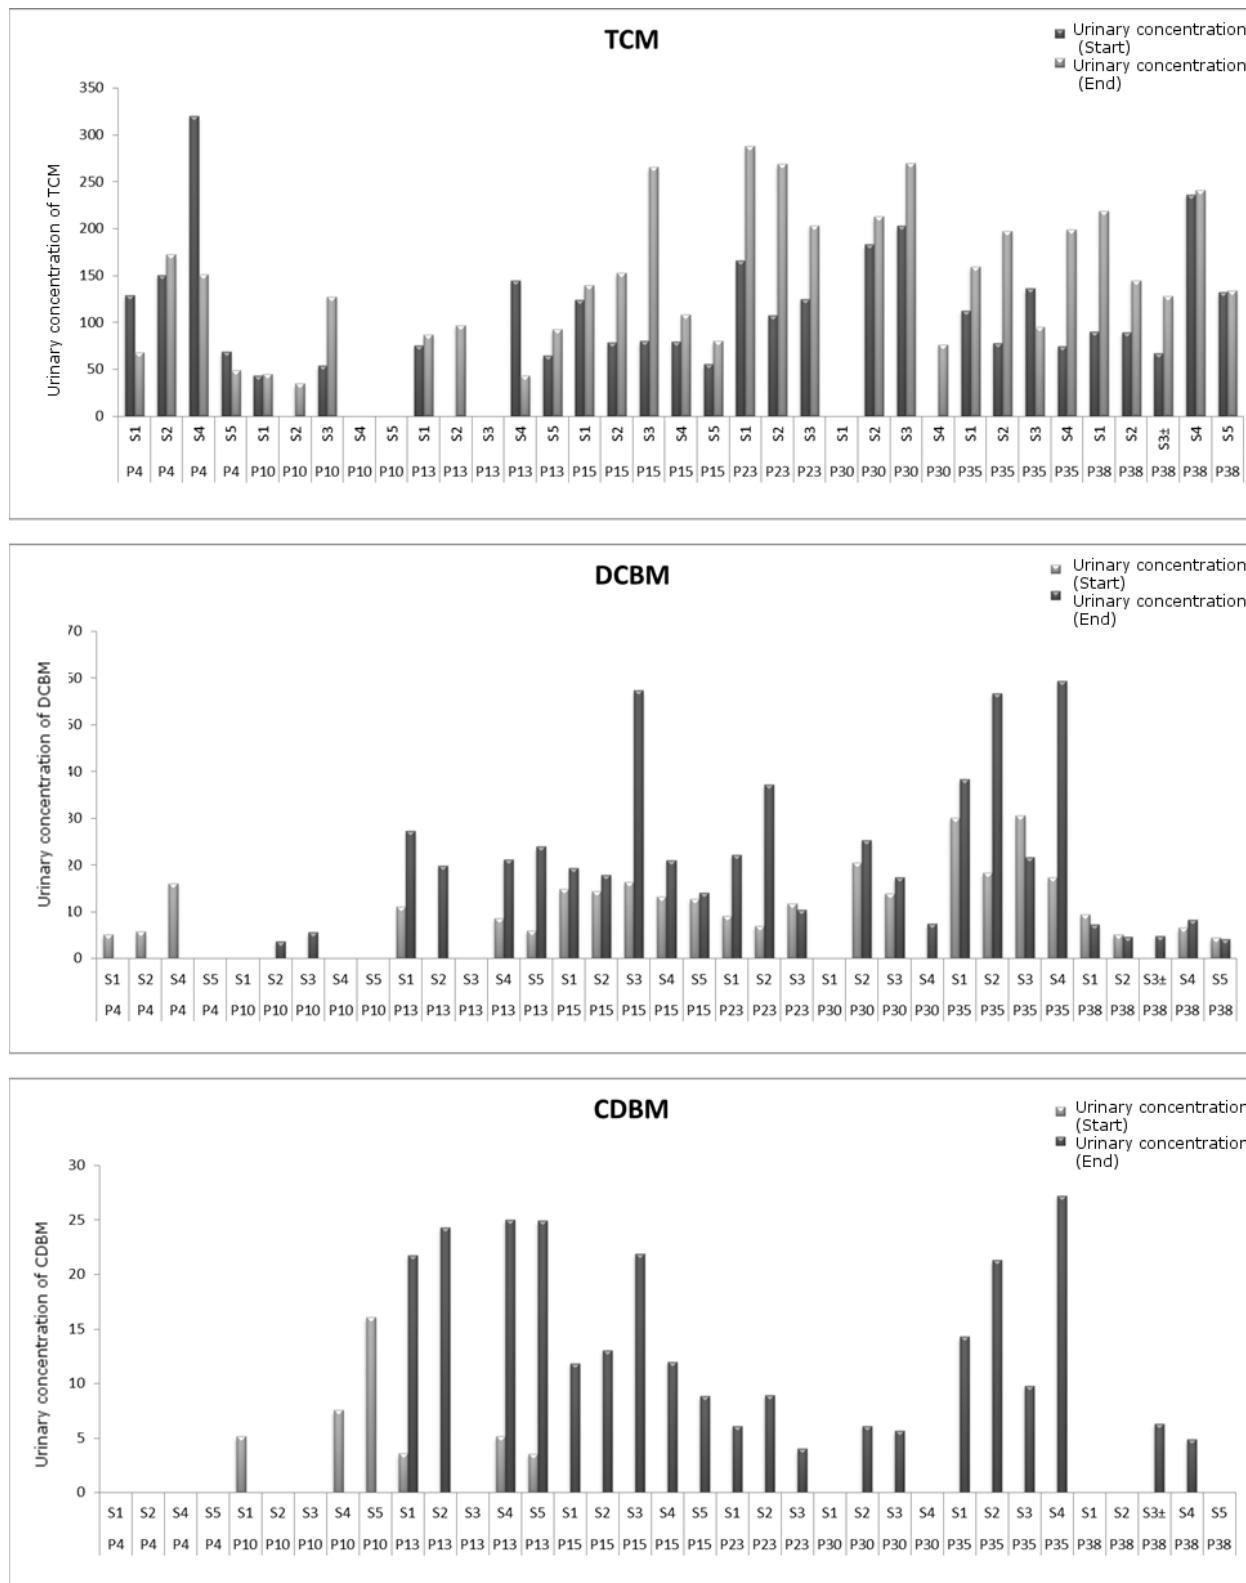 TCM
Urinary concentration
(Start)
Urinary concentration
(End)
Urinary concentration of TCM
350
300
250
200
150
100
50
0
S1 S2 S4 S5 S1 S2 S3 S4 S5 S1 S2 S3 S4 S5 S1 S2 S3 S4 S5 S1 S2 S3 S1 S2 S3 S4 S1 S2 S3 S4 S1 S2 S3± S4 S5
P4 P4 P4 P4 P10 P10 P10 P10 P10 P13 P13 P13 P13 P13 P15 P15 P15 P15 P15 P23 P23 P23 P30 P30 P30 P30 P35 P35 P35 P35 P38 P38 P38 P38 P38
DCBM
Urinary concentration
(Start)
Urinary concentration
(End)
Urinary concentration of DCBM
70
60
50
40
30
20
10
0
S1 S2 S4 S5 S1 S2 S3 S4 S5 S1 S2 S3 S4 S5 S1 S2 S3 S4 S5 S1 S2 S3 S1 S2 S3 S4 S1 S2 S3 S4 S1 S2 S3± S4 S5
P4 P4 P4 P4 P10 P10 P10 P10 P10 P13 P13 P13 P13 P13 P15 P15 P15 P15 P15 P23 P23 P23 P30 P30 P30 P30 P35 P35 P35 P35 P38 P38 P38 P38 P38
CDBM
Urinary concentration
(Start)
Urinary concentration
(End)
Urinary concentration of CDBM
30
25
20
15
10
5
0
S1 S2 S4 S5 S1 S2 S3 S4 S5 S1 S2 S3 S4 S5 S1 S2 S3 S4 S5 S1 S2 S3 S1 S2 S3 S4 S1 S2 S3 S4 S1 S2 S3± S4 S5
P4 P4 P4 P4 P10 P10 P10 P10 P10 P13 P13 P13 P13 P13 P15 P15 P15 P15 P15 P23 P23 P23 P30 P30 P30 P30 P35 P35 P35 P35 P38 P38 P38 P38 P38